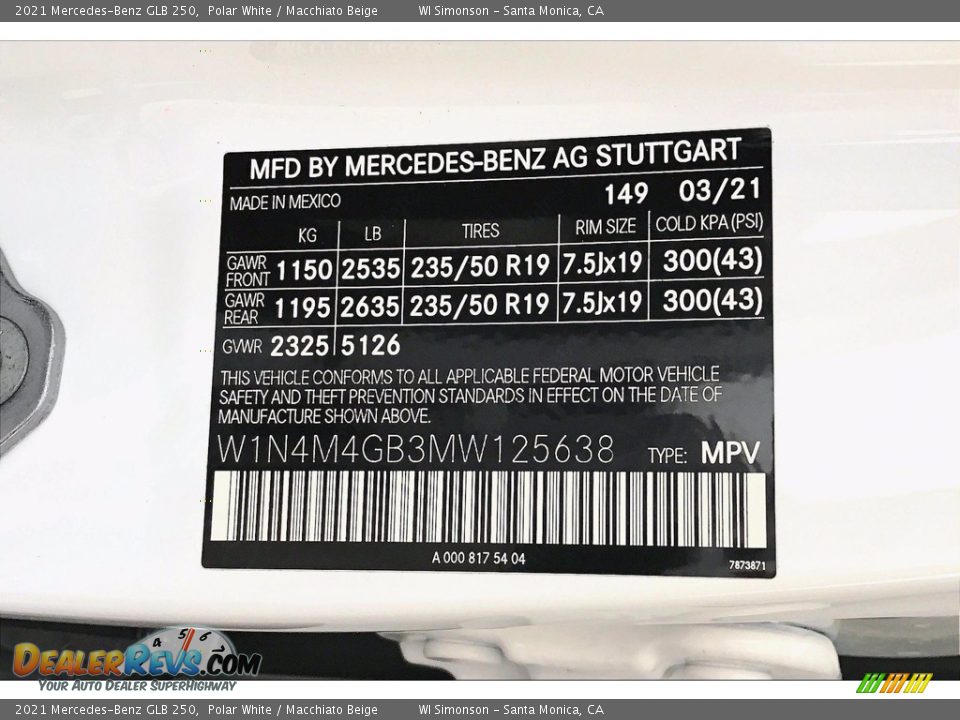 2021 Mercedes-Benz GLB 250,  Polar White / Macchiato Beige  WI Simonson - Santa Monica, CA
MFD BY MERCEDES-BENZ AG STUTTGART
MADE IN MEXICO  149  03/21
KG  LB  TIRES  RIM SIZE  COLD KPA (PSI)
GAWR FRONT  1150  2535  235/50 R19  7.5Jx19  300(43)
GAWR REAR  1195  2635  235/50 R19  7.5Jx19  300(43)
GVWR  2325  5126
THIS VEHICLE CONFORMS TO ALL APPLICABLE FEDERAL MOTOR VEHICLE
SAFETY AND THEFT PREVENTION STANDARDS IN EFFECT ON THE DATE OF
MANUFACTURE SHOWN ABOVE.
W1N4M4GB3MW125638  TYPE: MPV
A 000 817 54 04  7873871
4 5 6
DEALERREVS.COM
YOUR AUTO DEALER SUPERHIGHWAY
2021 Mercedes-Benz GLB 250,  Polar White / Macchiato Beige  WI Simonson - Santa Monica, CA